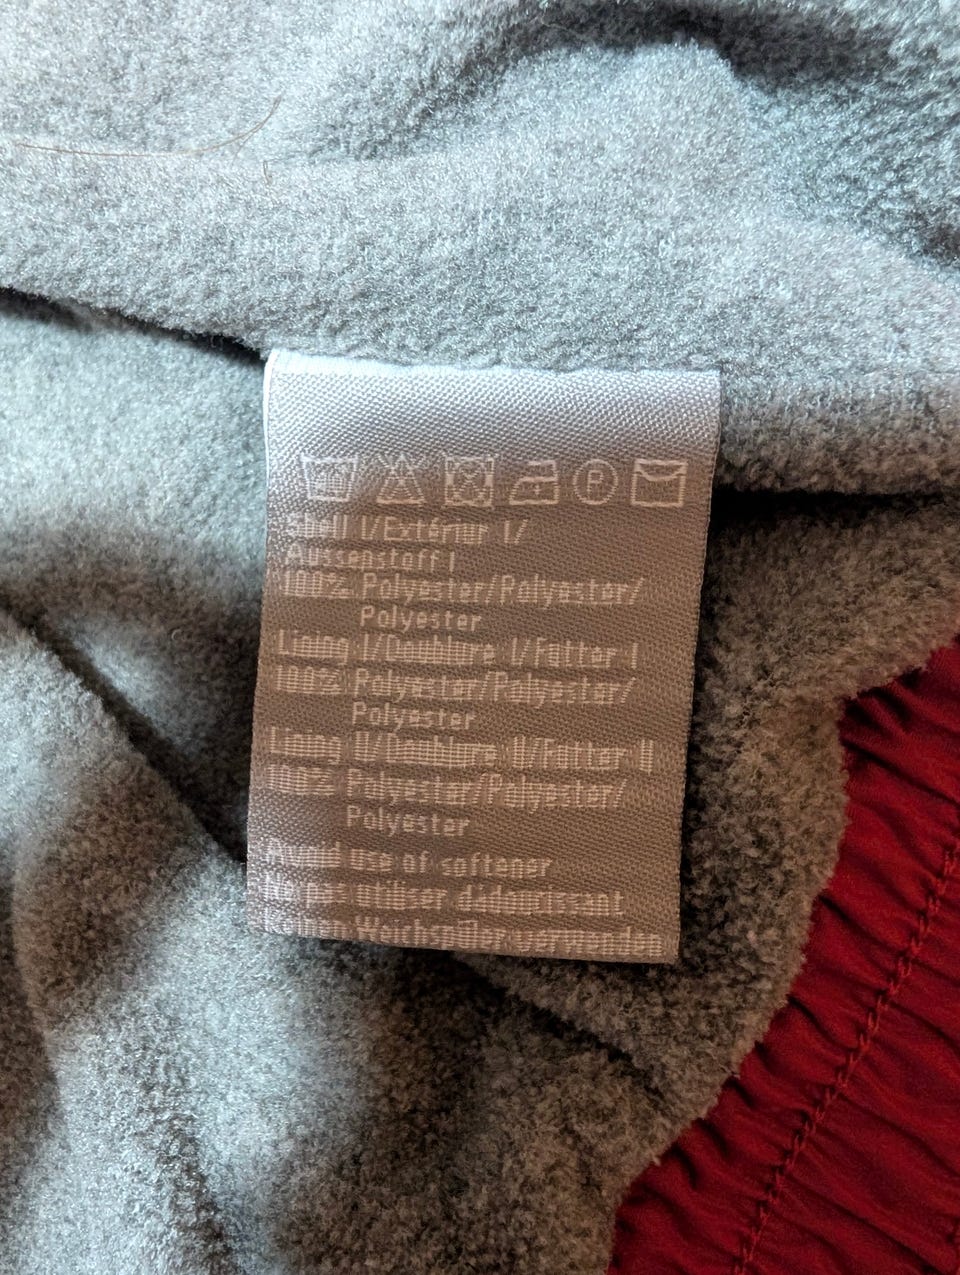 P
Shell I/Extériur I/
Aussenstoff I
100% Polyester/Polyester/
Polyester
Lining I/Doublure I/Futter I
100% Polyester/Polyester/
Polyester
Lining II/Doublure II/Futter II
100% Polyester/Polyester/
Polyester
Avoid use of softener
Ne pas utiliser d'adoucissant
Weichspüler verwenden